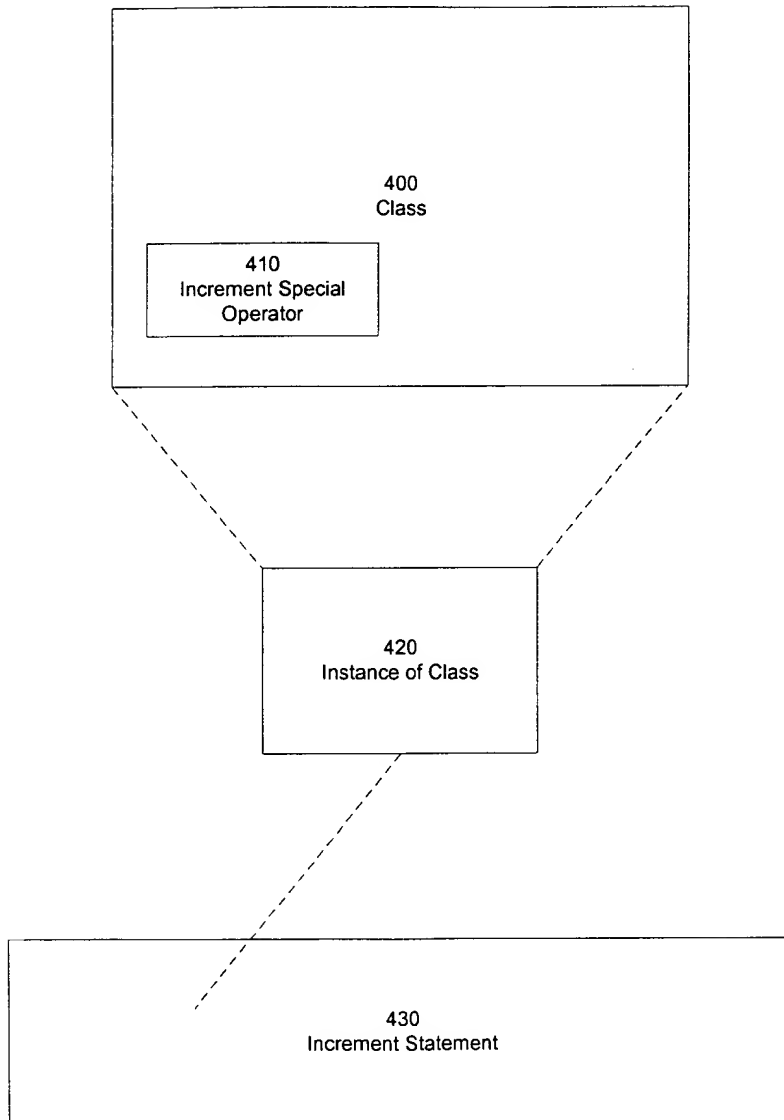 400
Class
410
Increment Special
Operator
420
Instance of Class
430
Increment Statement